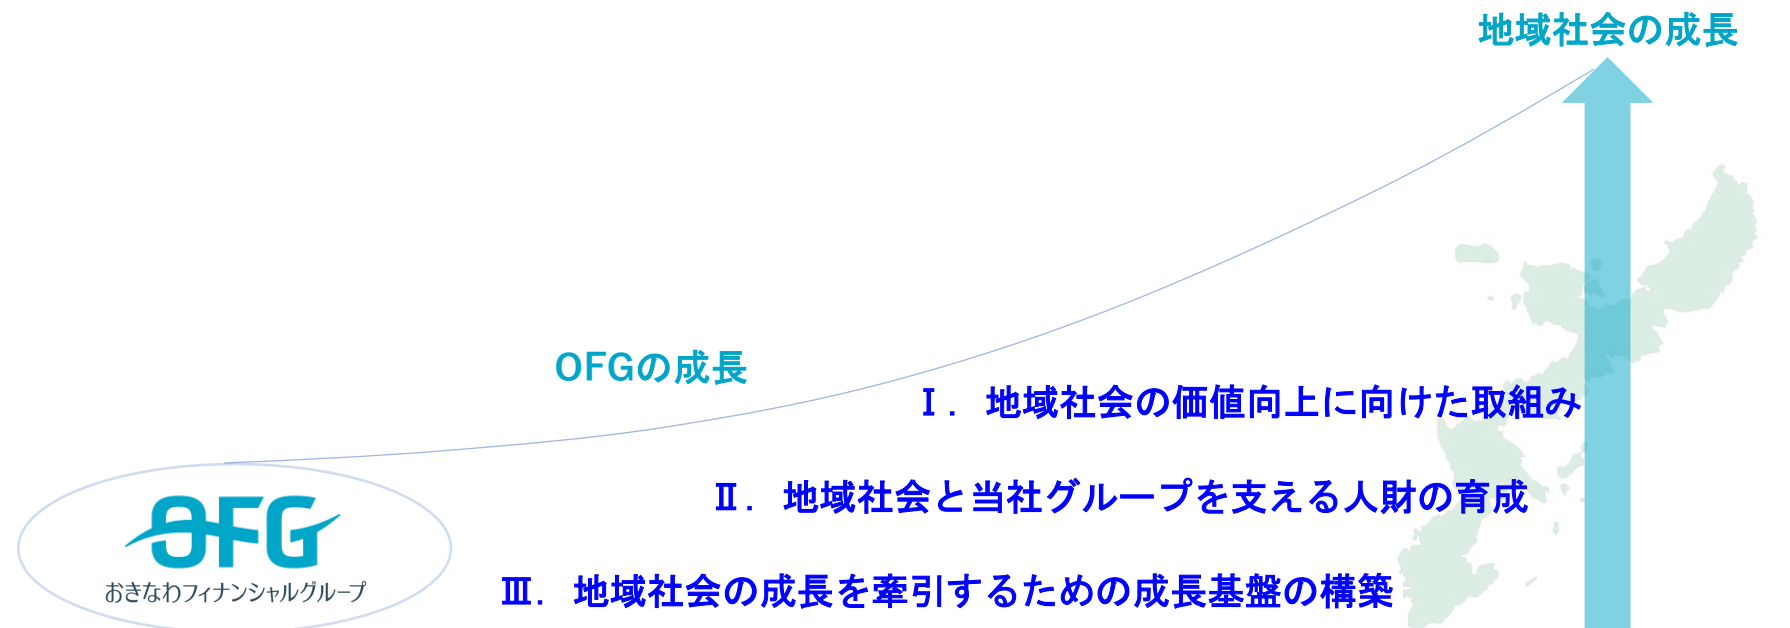 地域社会の成長
OFGの成長
Ⅰ. 地域社会の価値向上に向けた取組み
Ⅱ. 地域社会と当社グループを支える人財の育成
OFG
おきなわフィナンシャルグループ
Ⅲ. 地域社会の成長を牽引するための成長基盤の構築